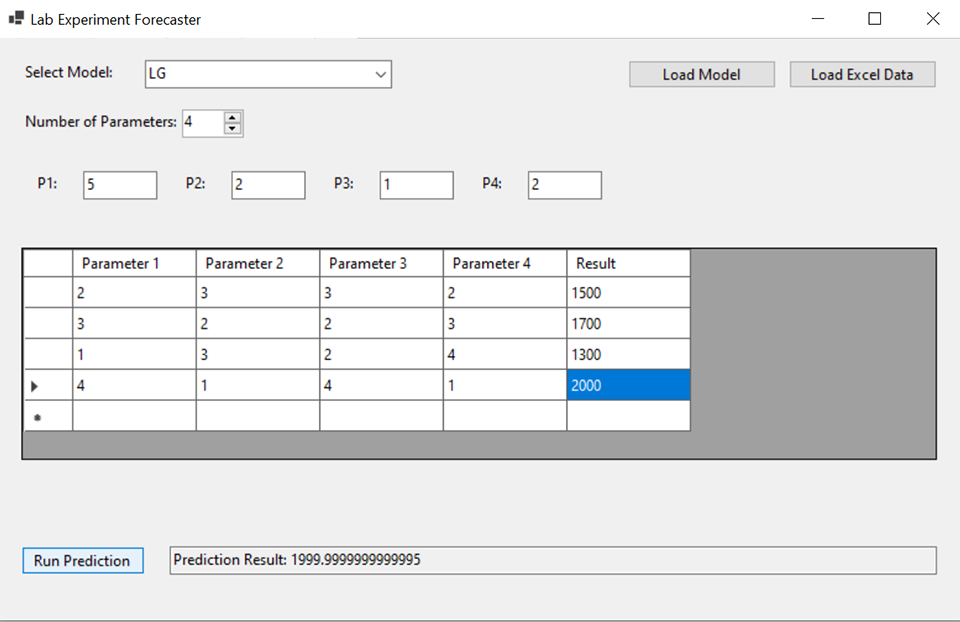 Lab Experiment Forecaster
Select Model: LG Load Model Load Excel Data
Number of Parameters: 4
P1: 5 P2: 2 P3: 1 P4: 2
Parameter 1 Parameter 2 Parameter 3 Parameter 4 Result
2 3 3 2 1500
3 2 2 3 1700
1 3 2 4 1300
4 1 4 1 2000
Run Prediction Prediction Result: 1999.9999999999995